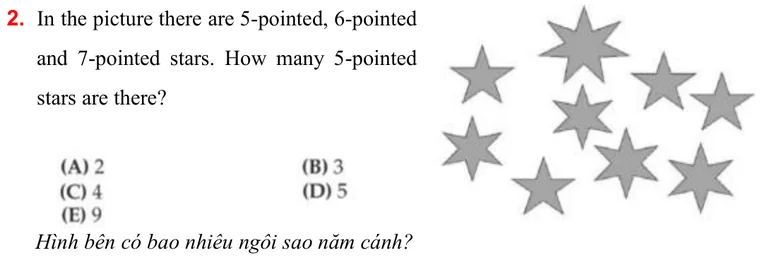 2. In the picture there are 5-pointed, 6-pointed
and 7-pointed stars. How many 5-pointed
stars are there?
(A) 2 (B) 3
(C) 4 (D) 5
(E) 9
Hình bên có bao nhiêu ngôi sao năm cánh?